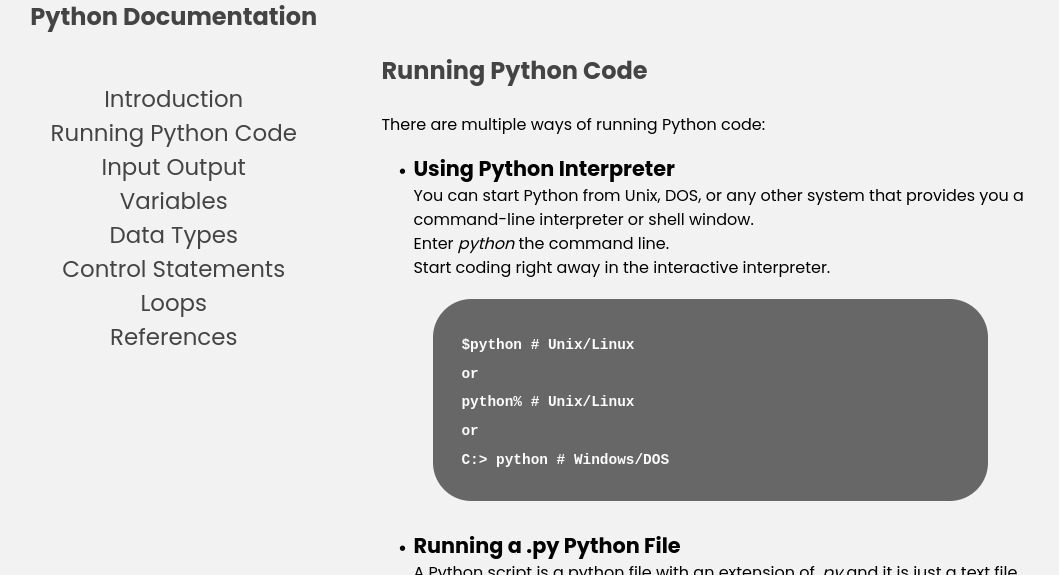 Python Documentation
Introduction
Running Python Code
Input Output
Variables
Data Types
Control Statements
Loops
References
Running Python Code
There are multiple ways of running Python code:
• Using Python Interpreter
You can start Python from Unix, DOS, or any other system that provides you a
command-line interpreter or shell window.
Enter python the command line.
Start coding right away in the interactive interpreter.
$python # Unix/Linux
or
python% # Unix/Linux
or
C:> python # Windows/DOS
• Running a .py Python File
A Python script is a python file with an extension of .py and it is just a text file